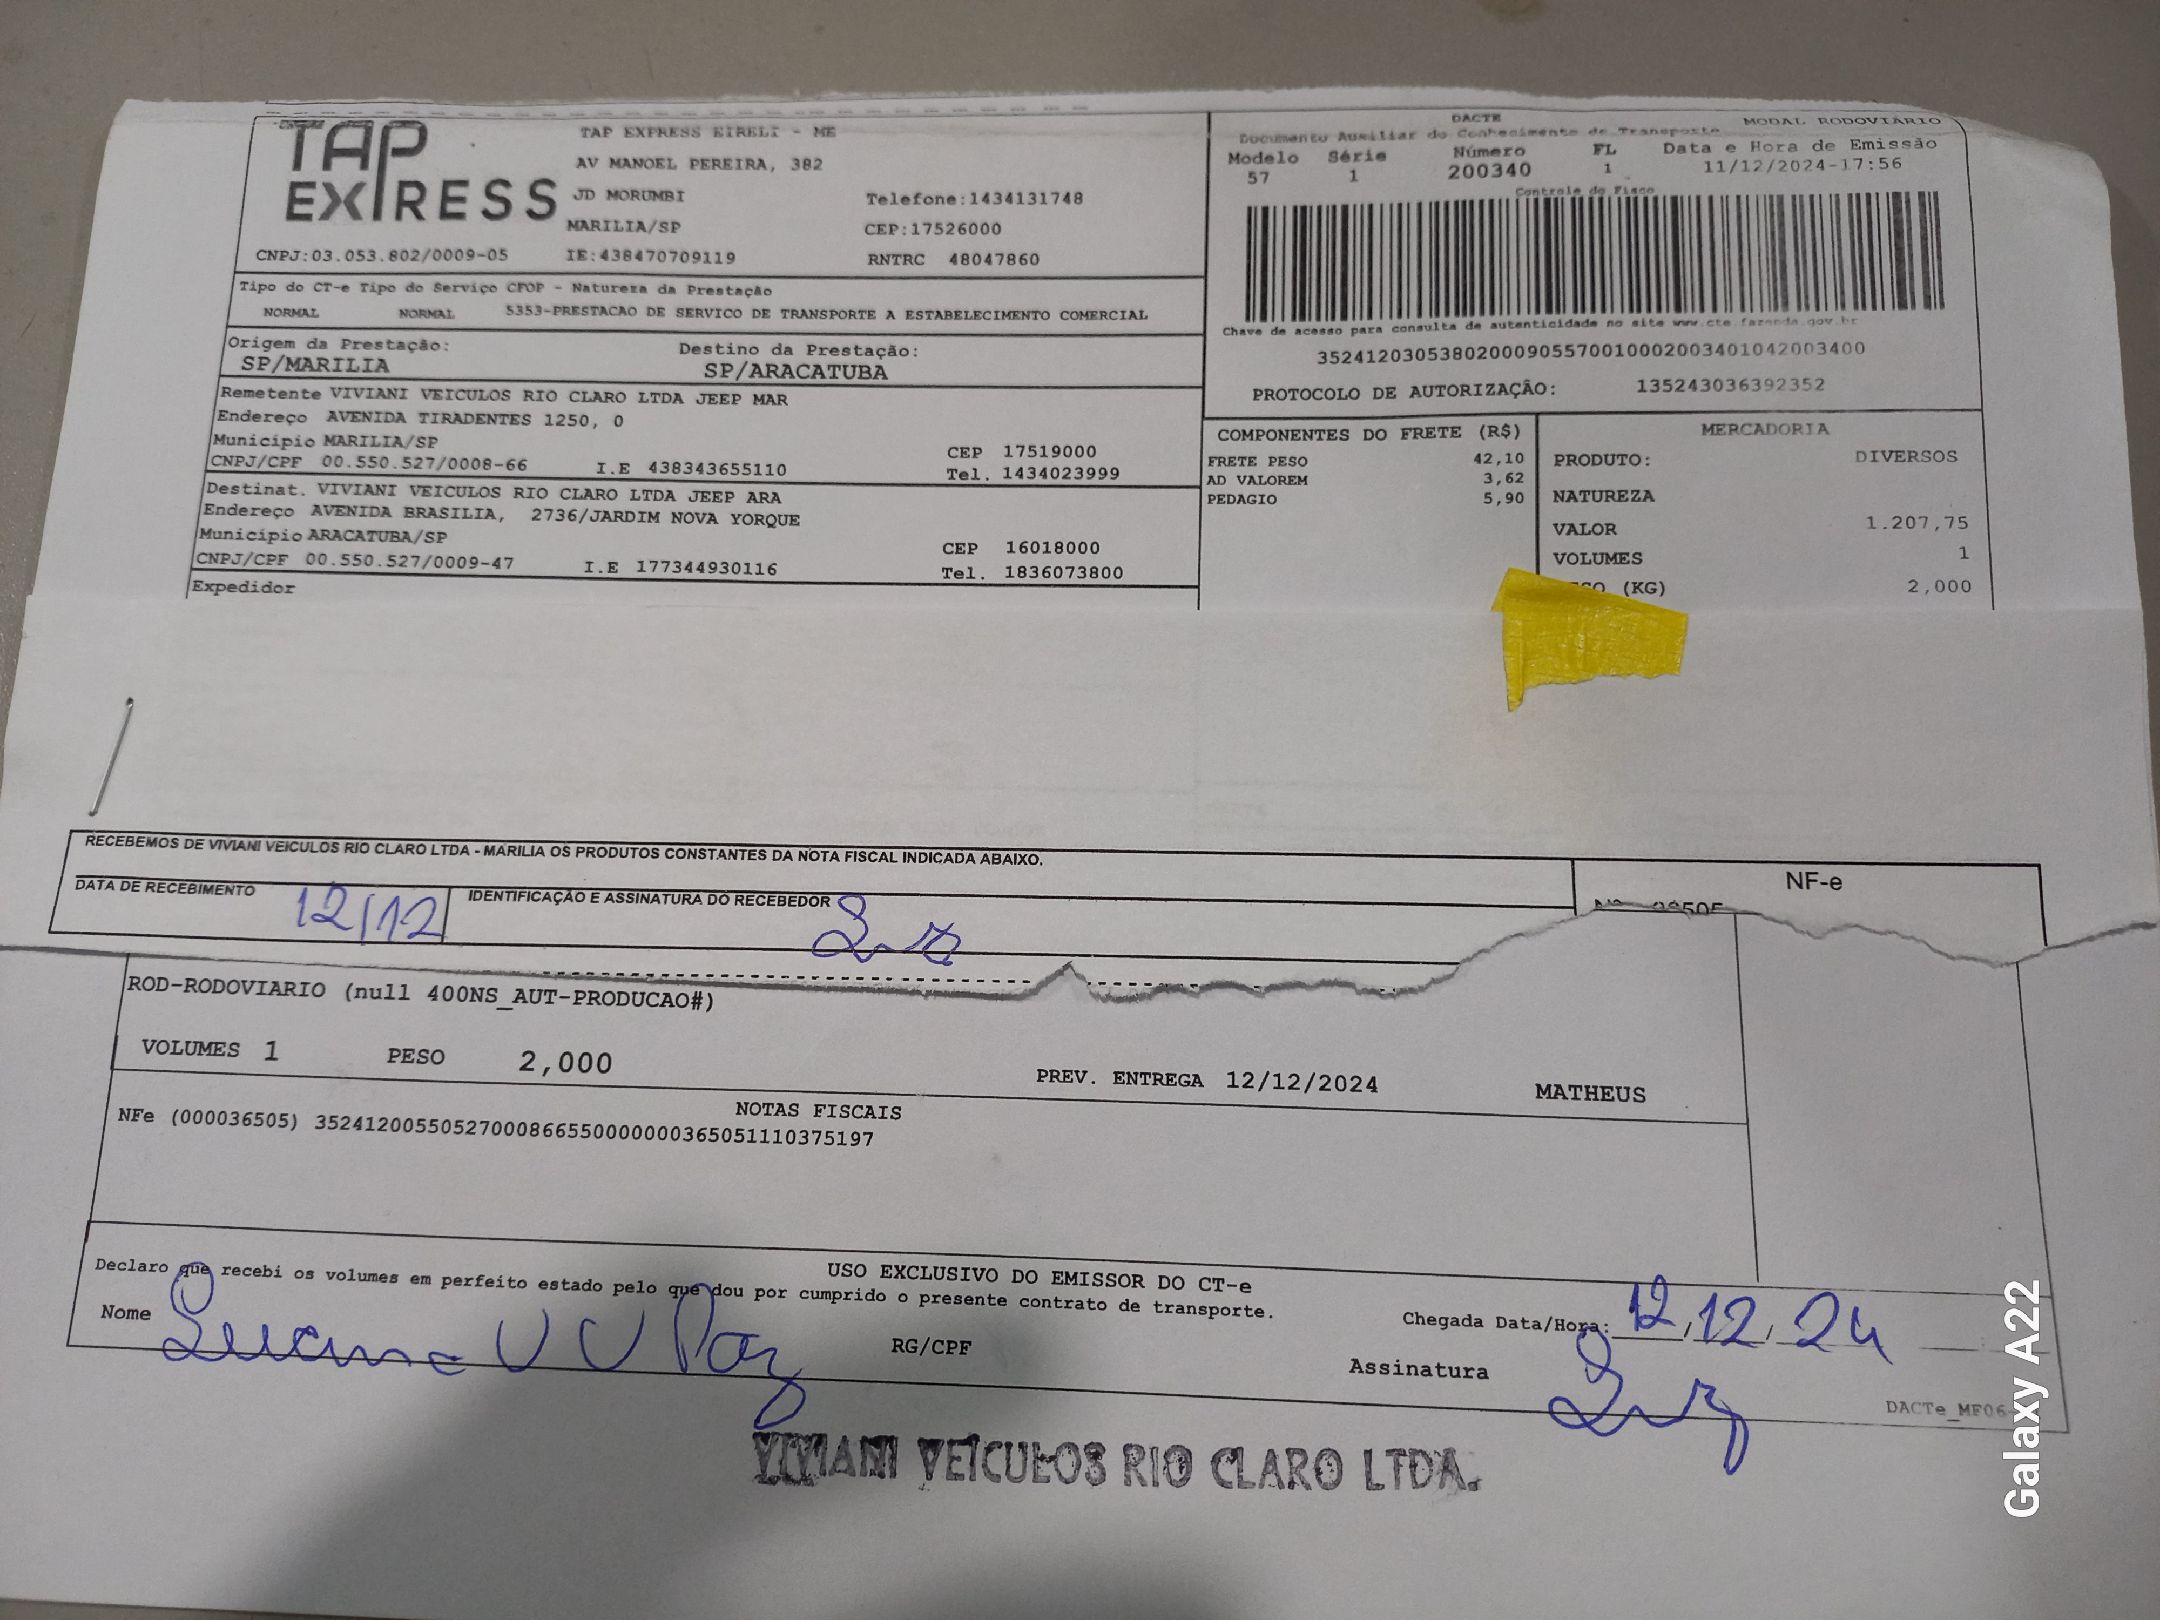 TAP EXPRESS
TAP EXPRESS EIRELI - ME
AV MANOEL PEREIRA, 382
JD MORUMBI Telefone:1434131748
MARILIA/SP CEP:17526000
CNPJ:03.053.802/0009-05 IE:438470709119 RNTRC 48047860
DACTE MODAL RODOVIÁRIO
Documento Auxiliar do Conhecimento de Transporte
Modelo Série Número FL Data e Hora de Emissão
57 1 200340 1 11/12/2024-17:56
Controle do Fisco
Chave de acesso para consulta de autenticidade no site www.cte.fazenda.gov.br
35241203053802000905570010002003401042003400
PROTOCOLO DE AUTORIZAÇÃO: 135243036392352
Tipo do CT-e Tipo do Serviço CFOP - Natureza da Prestação
NORMAL NORMAL 5353-PRESTACAO DE SERVICO DE TRANSPORTE A ESTABELECIMENTO COMERCIAL
Origem da Prestação: Destino da Prestação:
SP/MARILIA SP/ARACATUBA
Remetente VIVIANI VEICULOS RIO CLARO LTDA JEEP MAR
Endereço AVENIDA TIRADENTES 1250, 0
Município MARILIA/SP CEP 17519000
CNPJ/CPF 00.550.527/0008-66 I.E 438343655110 Tel. 1434023999
Destinat. VIVIANI VEICULOS RIO CLARO LTDA JEEP ARA
Endereço AVENIDA BRASILIA, 2736/JARDIM NOVA YORQUE
Município ARACATUBA/SP CEP 16018000
CNPJ/CPF 00.550.527/0009-47 I.E 177344930116 Tel. 1836073800
Expedidor
COMPONENTES DO FRETE (R$)
FRETE PESO 42,10
AD VALOREM 3,62
PEDAGIO 5,90
MERCADORIA
PRODUTO: DIVERSOS
NATUREZA
VALOR 1.207,75
VOLUMES 1
(KG) 2,000
RECEBEMOS DE VIVIANI VEICULOS RIO CLARO LTDA - MARILIA OS PRODUTOS CONSTANTES DA NOTA FISCAL INDICADA ABAIXO.
NF-e
DATA DE RECEBIMENTO 12/12 IDENTIFICAÇÃO E ASSINATURA DO RECEBEDOR
ROD-RODOVIARIO (null 400NS_AUT-PRODUCAO#)
VOLUMES 1 PESO 2,000 PREV. ENTREGA 12/12/2024 MATHEUS
NOTAS FISCAIS
NFe (000036505) 35241200550527000866550000000365051110375197
USO EXCLUSIVO DO EMISSOR DO CT-e
Declaro que recebi os volumes em perfeito estado pelo que dou por cumprido o presente contrato de transporte.
Nome RG/CPF Chegada Data/Hora: 12,12,24
Assinatura
DACTe_MF06
VIVIANI VEICULOS RIO CLARO LTDA.
Galaxy A22